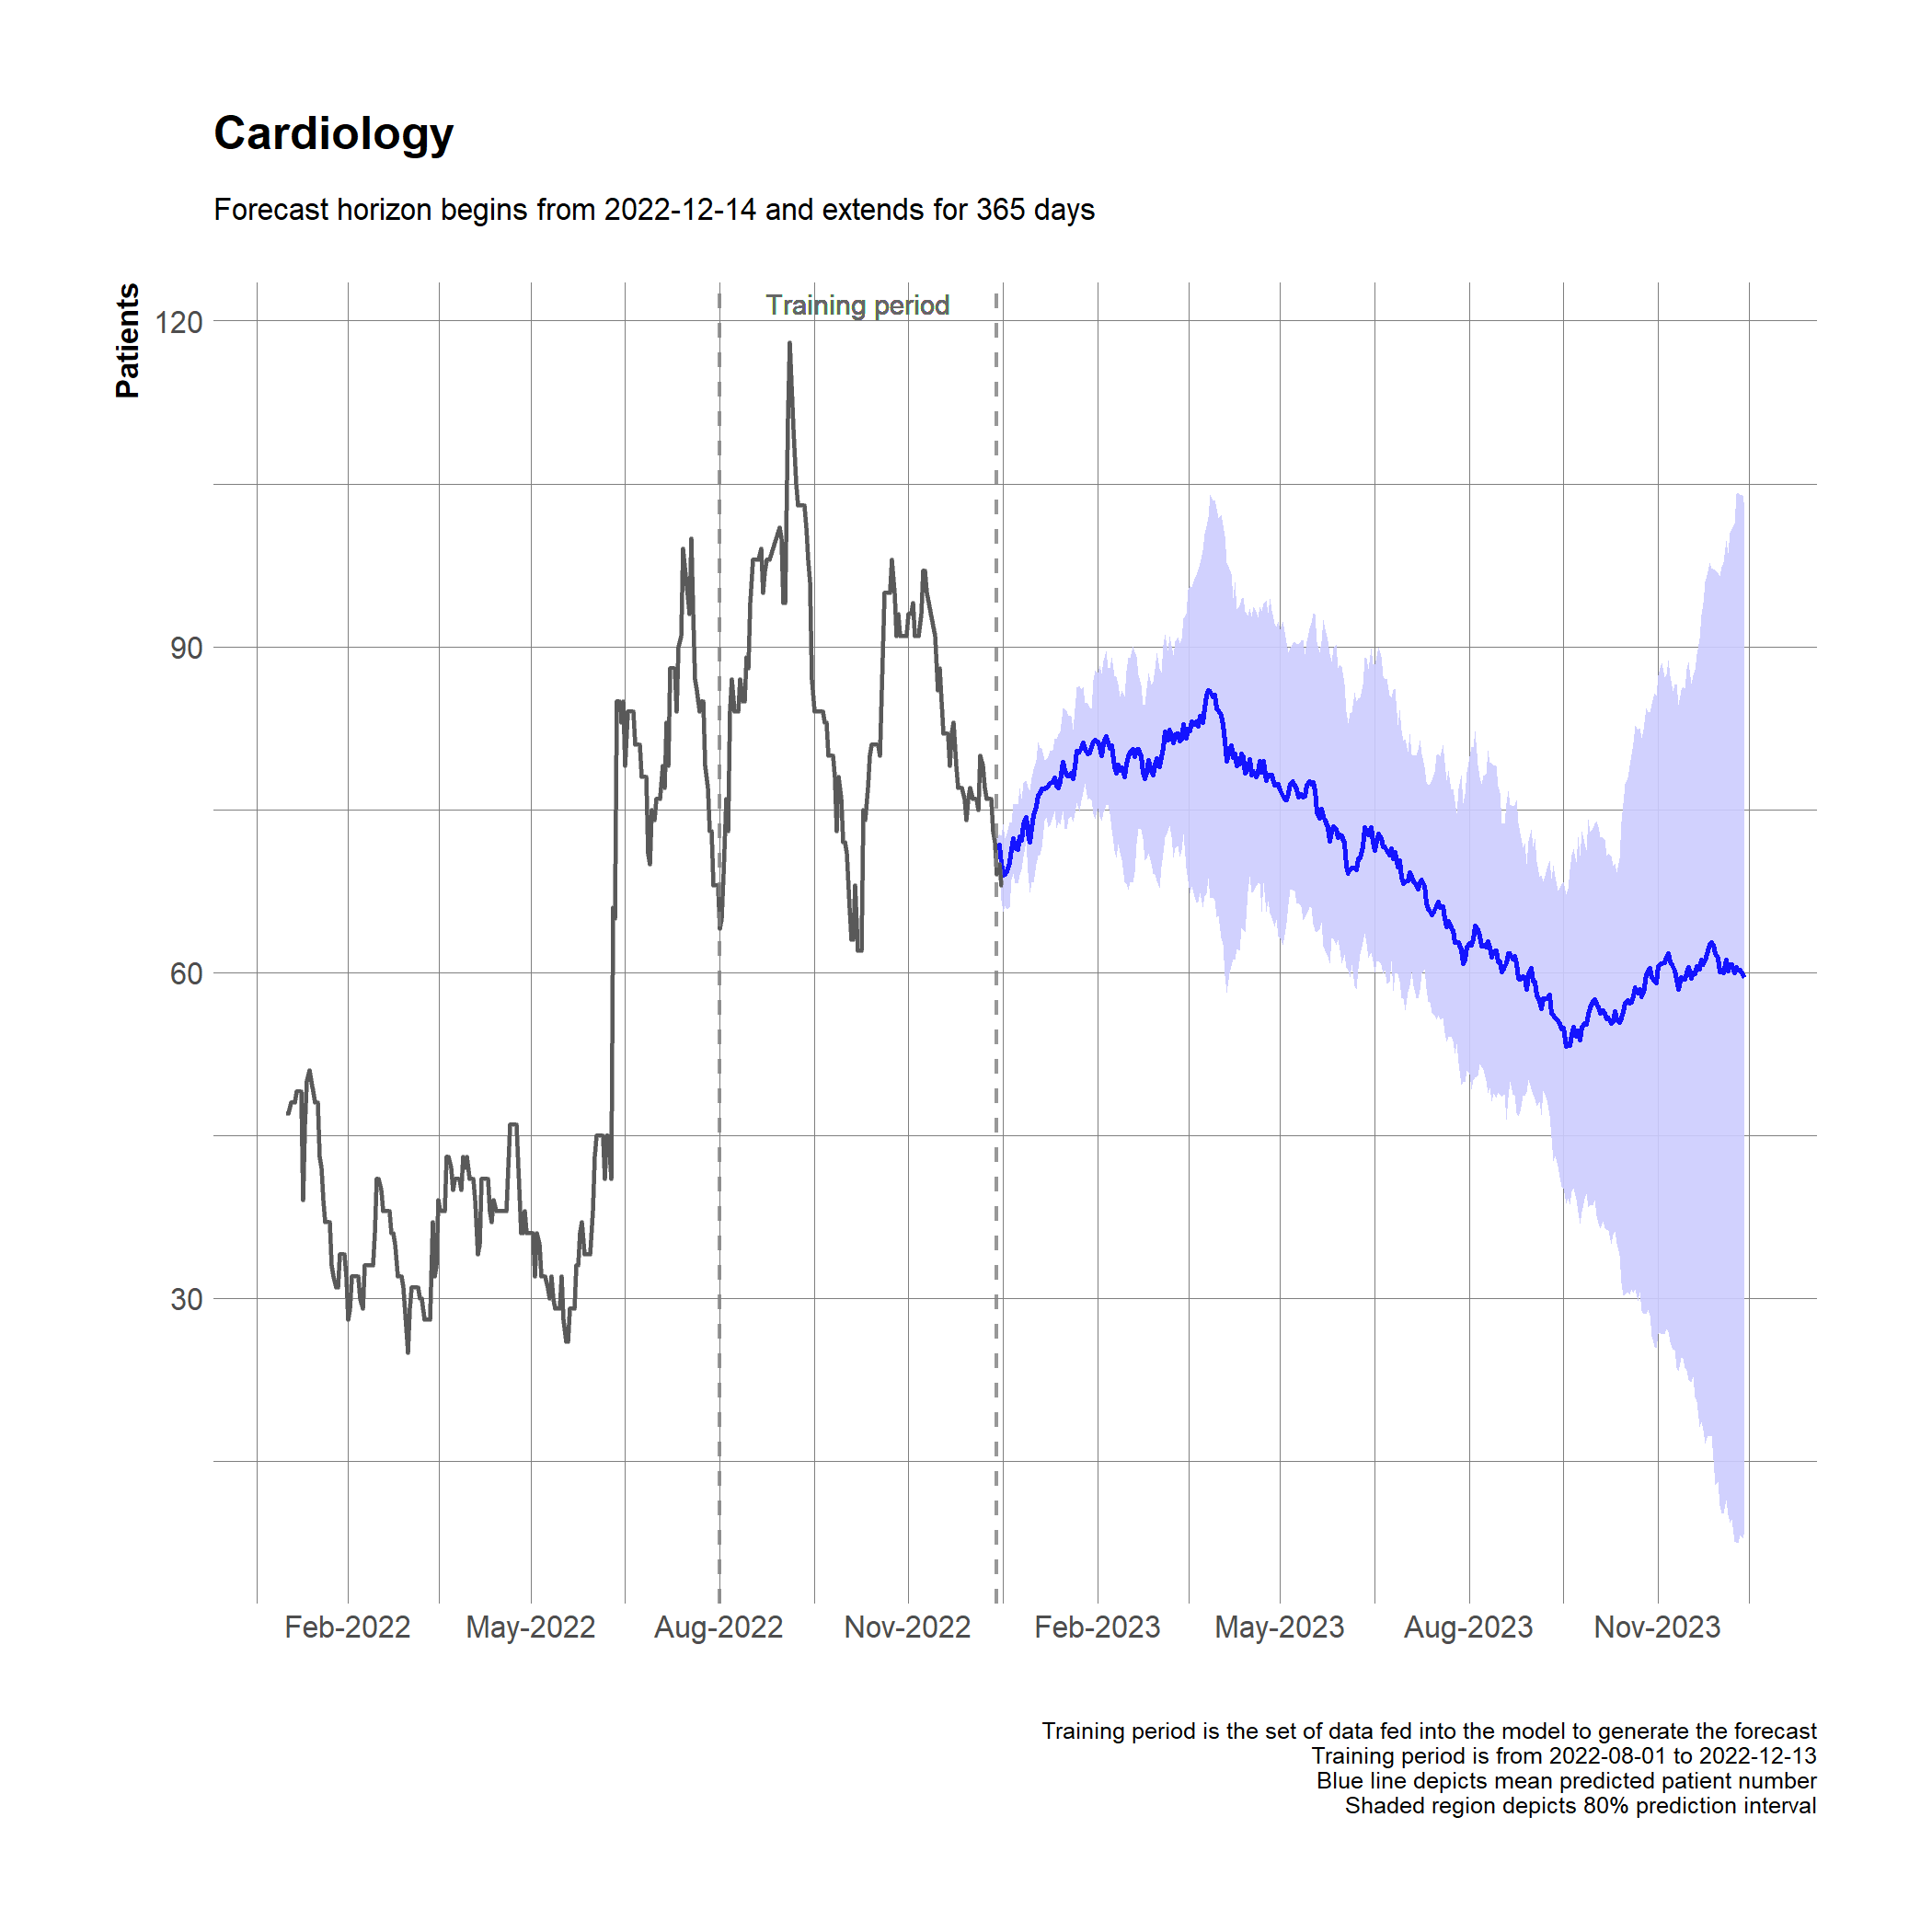 Cardiology
Forecast horizon begins from 2022-12-14 and extends for 365 days
Patients
Training period
120
90
60
30
Feb-2022 May-2022 Aug-2022 Nov-2022 Feb-2023 May-2023 Aug-2023 Nov-2023
Training period is the set of data fed into the model to generate the forecast
Training period is from 2022-08-01 to 2022-12-13
Blue line depicts mean predicted patient number
Shaded region depicts 80% prediction interval